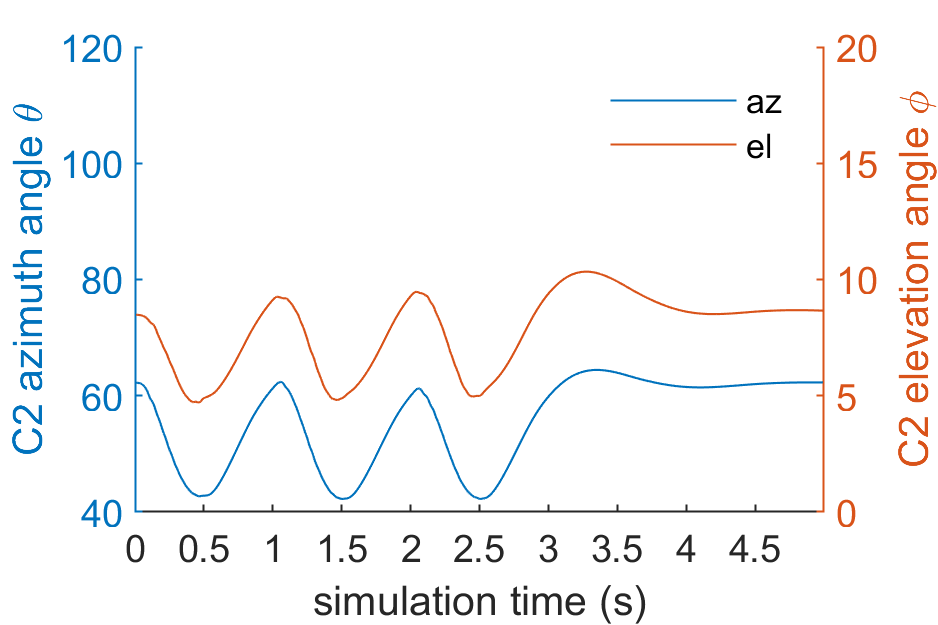 C2 azimuth angle θ
120
100
80
60
40
az
el
20
15
10
5
0
C2 elevation angle ϕ
0 0.5 1 1.5 2 2.5 3 3.5 4 4.5
simulation time (s)